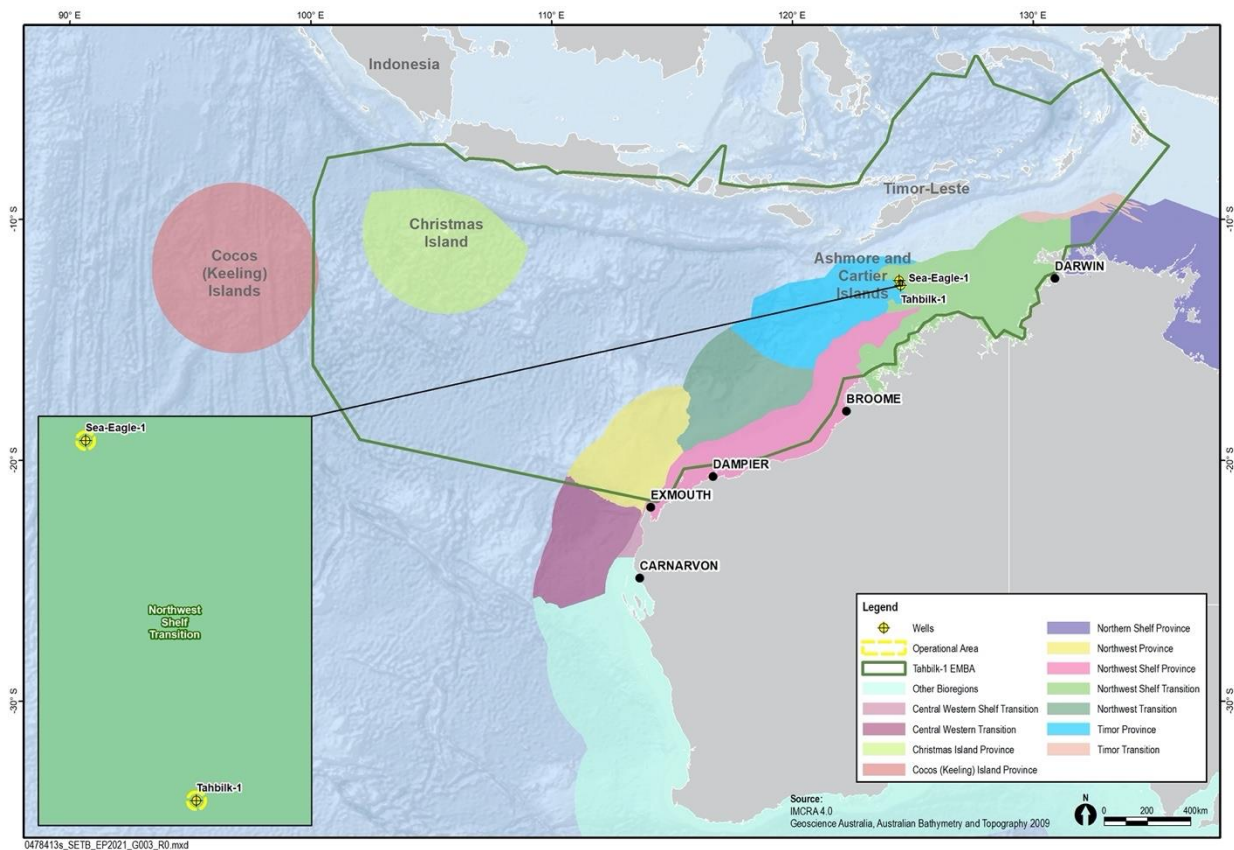 90° E
100° E
110° E
120° E
130° E
Indonesia
Timor-Leste
-10° S
-10° S
Christmas
Island
Cocos
(Keeling)
Islands
Ashmore and
Cartier
Islands
Sea-Eagle-1
Tahbilk-1
DARWIN
BROOME
DAMPIER
EXMOUTH
CARNARVON
-20° S
-20° S
-30° S
-30° S
Sea-Eagle-1
Northwest
Shelf
Transition
Tahbilk-1
Legend
Wells
Operational Area
Tahbilk-1 EMBA
Other Bioregions
Central Western Shelf Transition
Central Western Transition
Christmas Island Province
Cocos (Keeling) Island Province
Northern Shelf Province
Northwest Province
Northwest Shelf Province
Northwest Shelf Transition
Northwest Transition
Timor Province
Timor Transition
Source:
IMCRA 4.0
Geoscience Australia, Australian Bathymetry and Topography 2009
N
0 200 400km
0478413s_SETB_EP2021_G003_R0.mxd